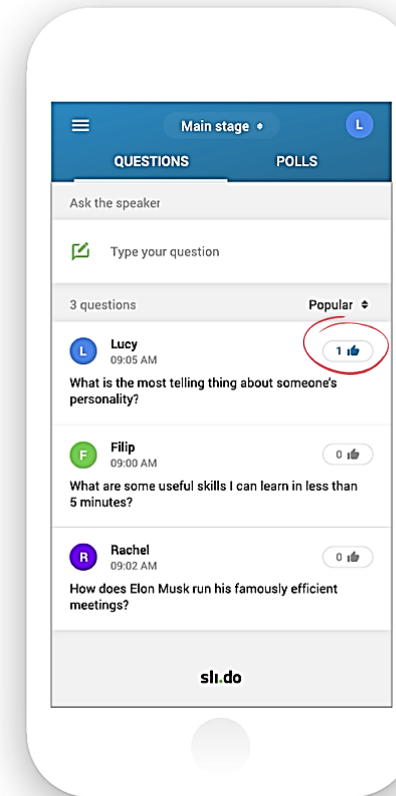 Main stage
L
QUESTIONS POLLS
Ask the speaker
Type your question
3 questions Popular
L Lucy 1
09:05 AM
What is the most telling thing about someone's
personality?
F Filip 0
09:00 AM
What are some useful skills I can learn in less than
5 minutes?
R Rachel 0
09:02 AM
How does Elon Musk run his famously efficient
meetings?
sli.do